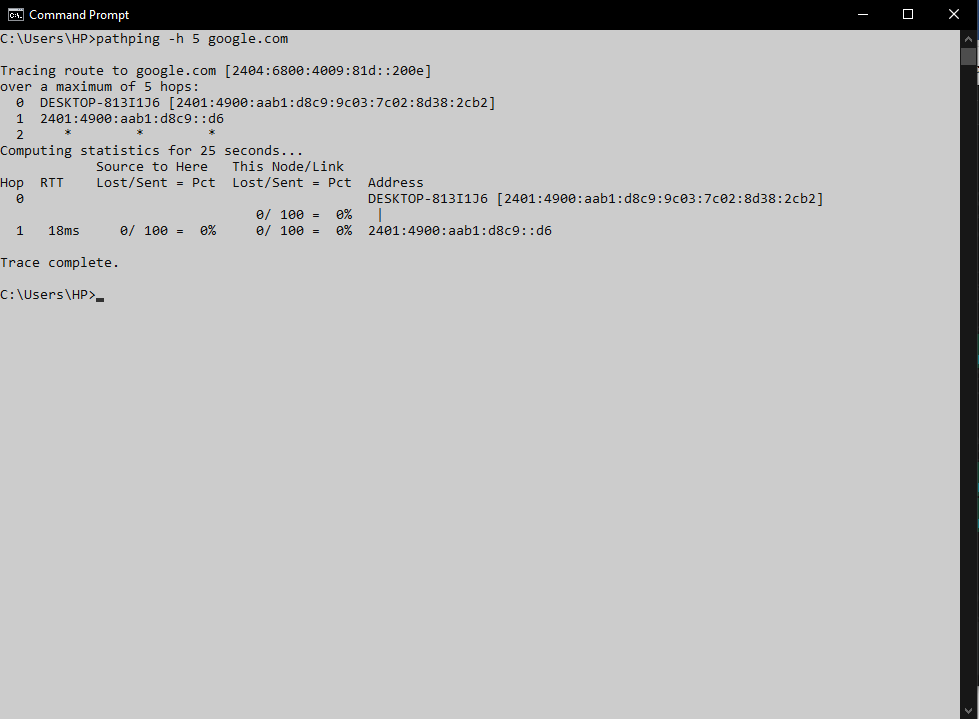 Command Prompt
C:\Users\HP>pathping -h 5 google.com
Tracing route to google.com [2404:6800:4009:81d::200e]
over a maximum of 5 hops:
  0  DESKTOP-813I1J6 [2401:4900:aab1:d8c9:9c03:7c02:8d38:2cb2]
  1  2401:4900:aab1:d8c9::d6
  2     *        *        *
Computing statistics for 25 seconds...
            Source to Here   This Node/Link
Hop  RTT    Lost/Sent = Pct  Lost/Sent = Pct  Address
  0                                           DESKTOP-813I1J6 [2401:4900:aab1:d8c9:9c03:7c02:8d38:2cb2]
                                0/ 100 =  0%   |
  1   18ms     0/ 100 =  0%     0/ 100 =  0%  2401:4900:aab1:d8c9::d6
Trace complete.
C:\Users\HP>